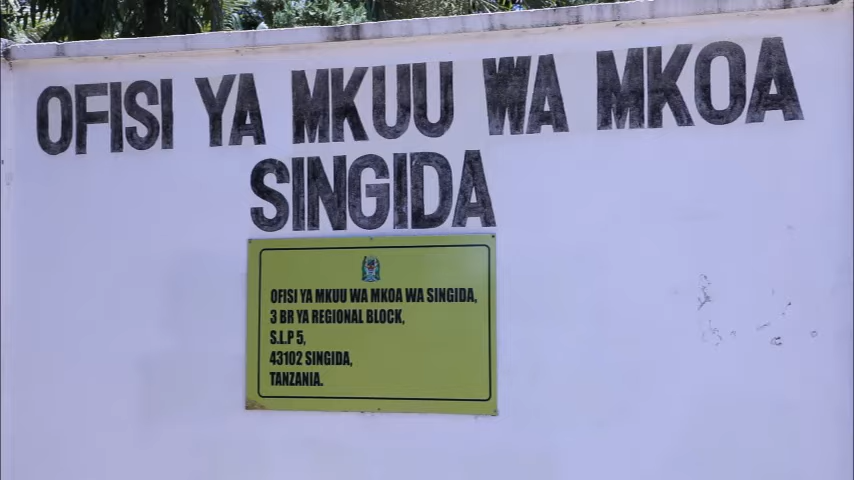 OFISI YA MKUU WA MKOA
SINGIDA
OFISI YA MKUU WA MKOA WA SINGIDA,
3 BR YA REGIONAL BLOCK,
S.L.P 5,
43102 SINGIDA,
TANZANIA.